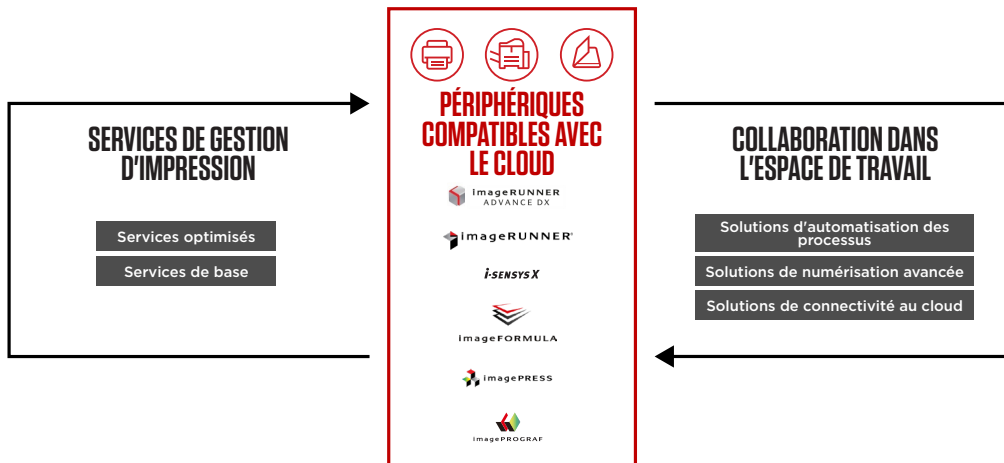 SERVICES DE GESTION
D'IMPRESSION
Services optimisés
Services de base
PÉRIPHÉRIQUES
COMPATIBLES AVEC
LE CLOUD
imageRUNNER
ADVANCE DX
imageRUNNER®
i-SENSYS X
imageFORMULA
imagePRESS
imagePROGRAF
COLLABORATION DANS
L'ESPACE DE TRAVAIL
Solutions d'automatisation des
processus
Solutions de numérisation avancée
Solutions de connectivité au cloud